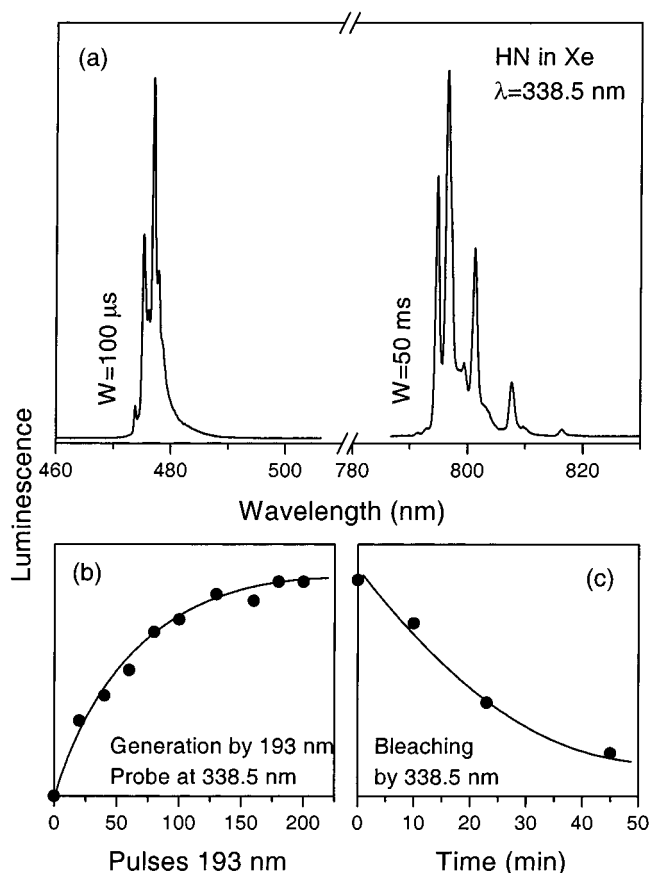 (a)
HN in Xe
λ=338.5 nm
W=100 μs
W=50 ms
460 480 500 780 800 820
Wavelength (nm)
Luminescence
(b)
Generation by 193 nm
Probe at 338.5 nm
0 50 100 150 200
Pulses 193 nm
(c)
Bleaching
by 338.5 nm
0 10 20 30 40 50
Time (min)